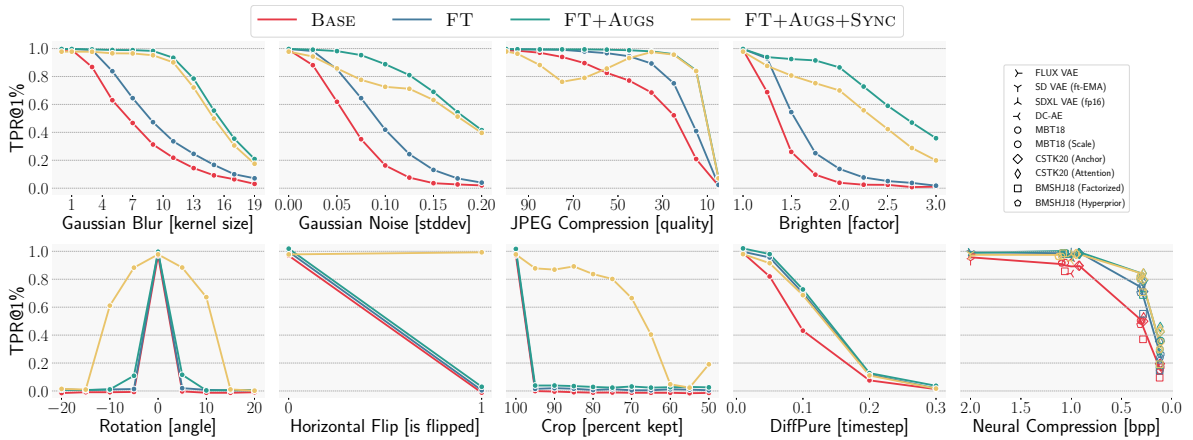 BASE FT FT+AUGS FT+AUGS+SYNC
TPR@1%
1.0
0.8
0.6
0.4
0.2
0.0
1 4 7 10 13 16 19
Gaussian Blur [kernel size]
0.00 0.05 0.10 0.15 0.20
Gaussian Noise [stddev]
90 70 50 30 10
JPEG Compression [quality]
1.0 1.5 2.0 2.5 3.0
Brighten [factor]
FLUX VAE
SD VAE (ft-EMA)
SDXL VAE (fp16)
DC-AE
MBT18
MBT18 (Scale)
CSTK20 (Anchor)
CSTK20 (Attention)
BMSHJ18 (Factorized)
BMSHJ18 (Hyperprior)
TPR@1%
1.0
0.8
0.6
0.4
0.2
0.0
−20 −10 0 10 20
Rotation [angle]
0 1
Horizontal Flip [is flipped]
100 90 80 70 60 50
Crop [percent kept]
0.0 0.1 0.2 0.3
DiffPure [timestep]
2.0 1.0 0.5 0.1 0.0
Neural Compression [bpp]